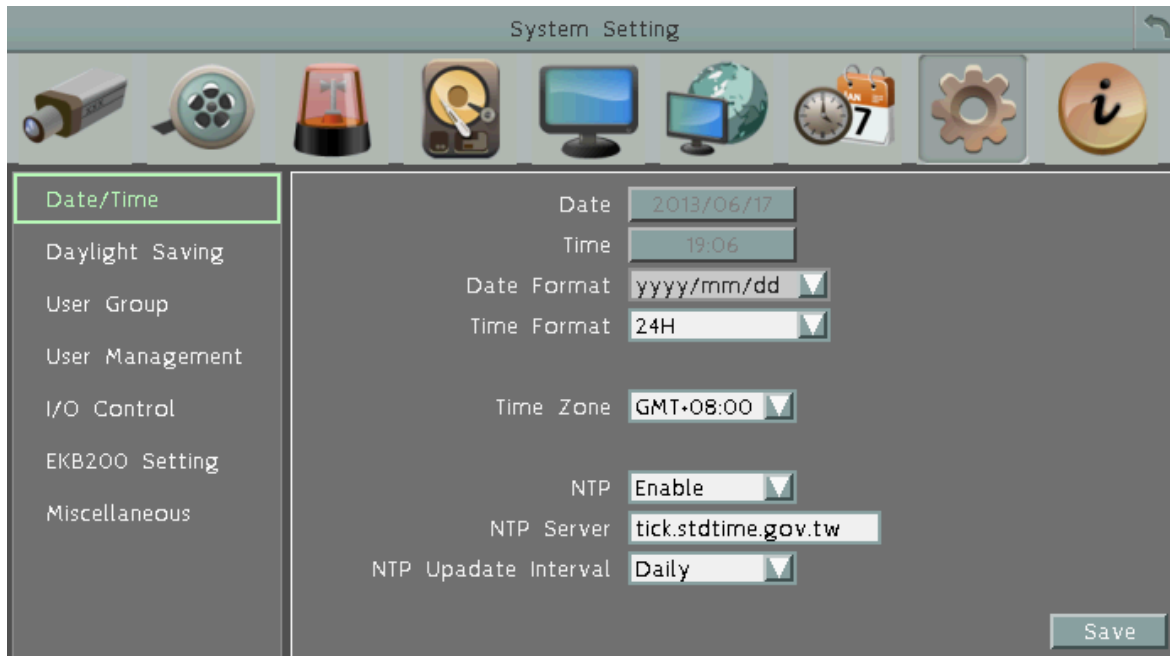 System Setting
JAN
7
i
Date/Time
Daylight Saving
User Group
User Management
I/O Control
EKB200 Setting
Miscellaneous
Date 2013/06/17
Time 19:06
Date Format yyyy/mm/dd
Time Format 24H
Time Zone GMT+08:00
NTP Enable
NTP Server tick.stdtime.gov.tw
NTP Upadate Interval Daily
Save